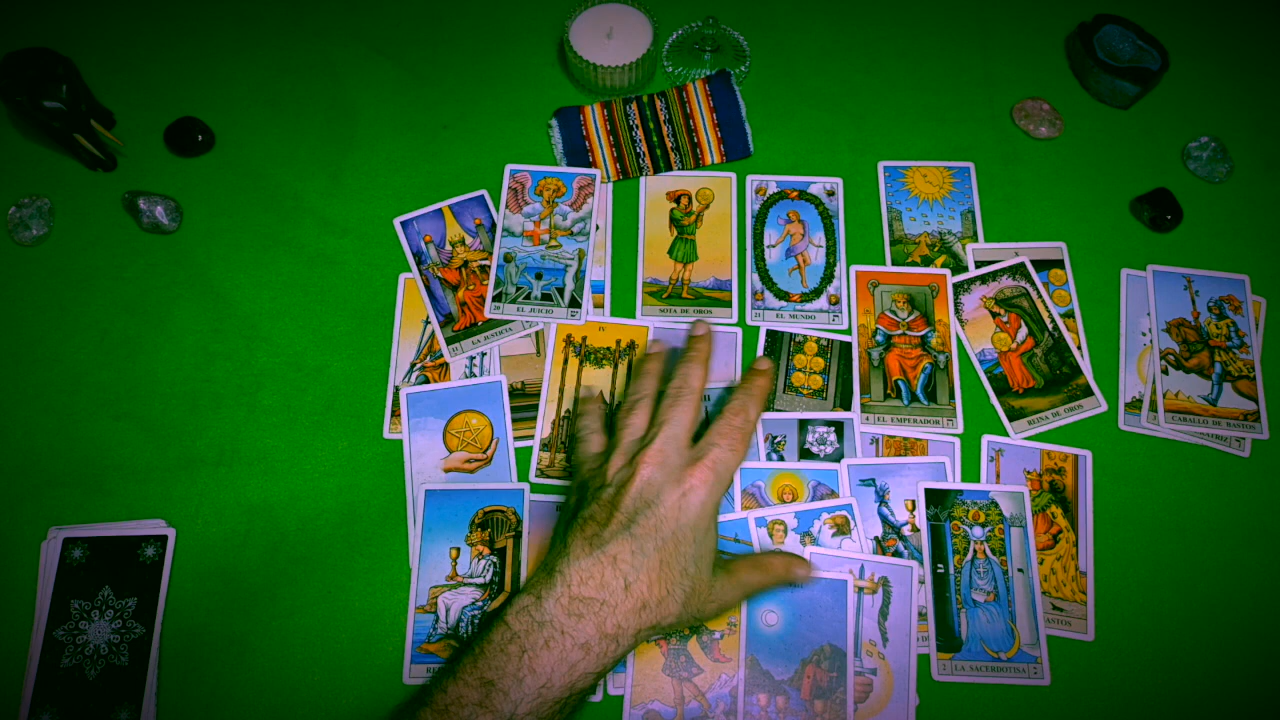 20 EL JUICIO
SOTA DE OROS
21 EL MUNDO
11 LA JUSTICIA
IV
X
4 EL EMPERADOR
REINA DE OROS
CABALLO DE BASTOS
2 LA SACERDOTISA